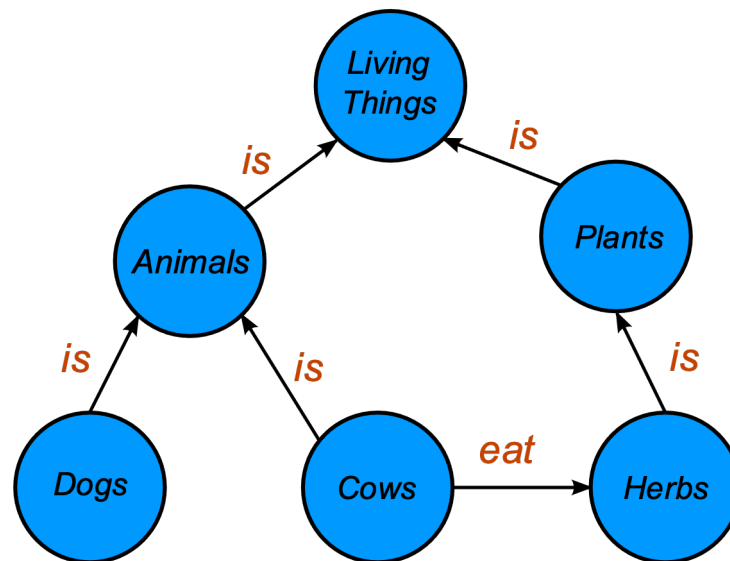 Living
Things
is
is
Animals
Plants
is
is
is
eat
Dogs
Cows
Herbs